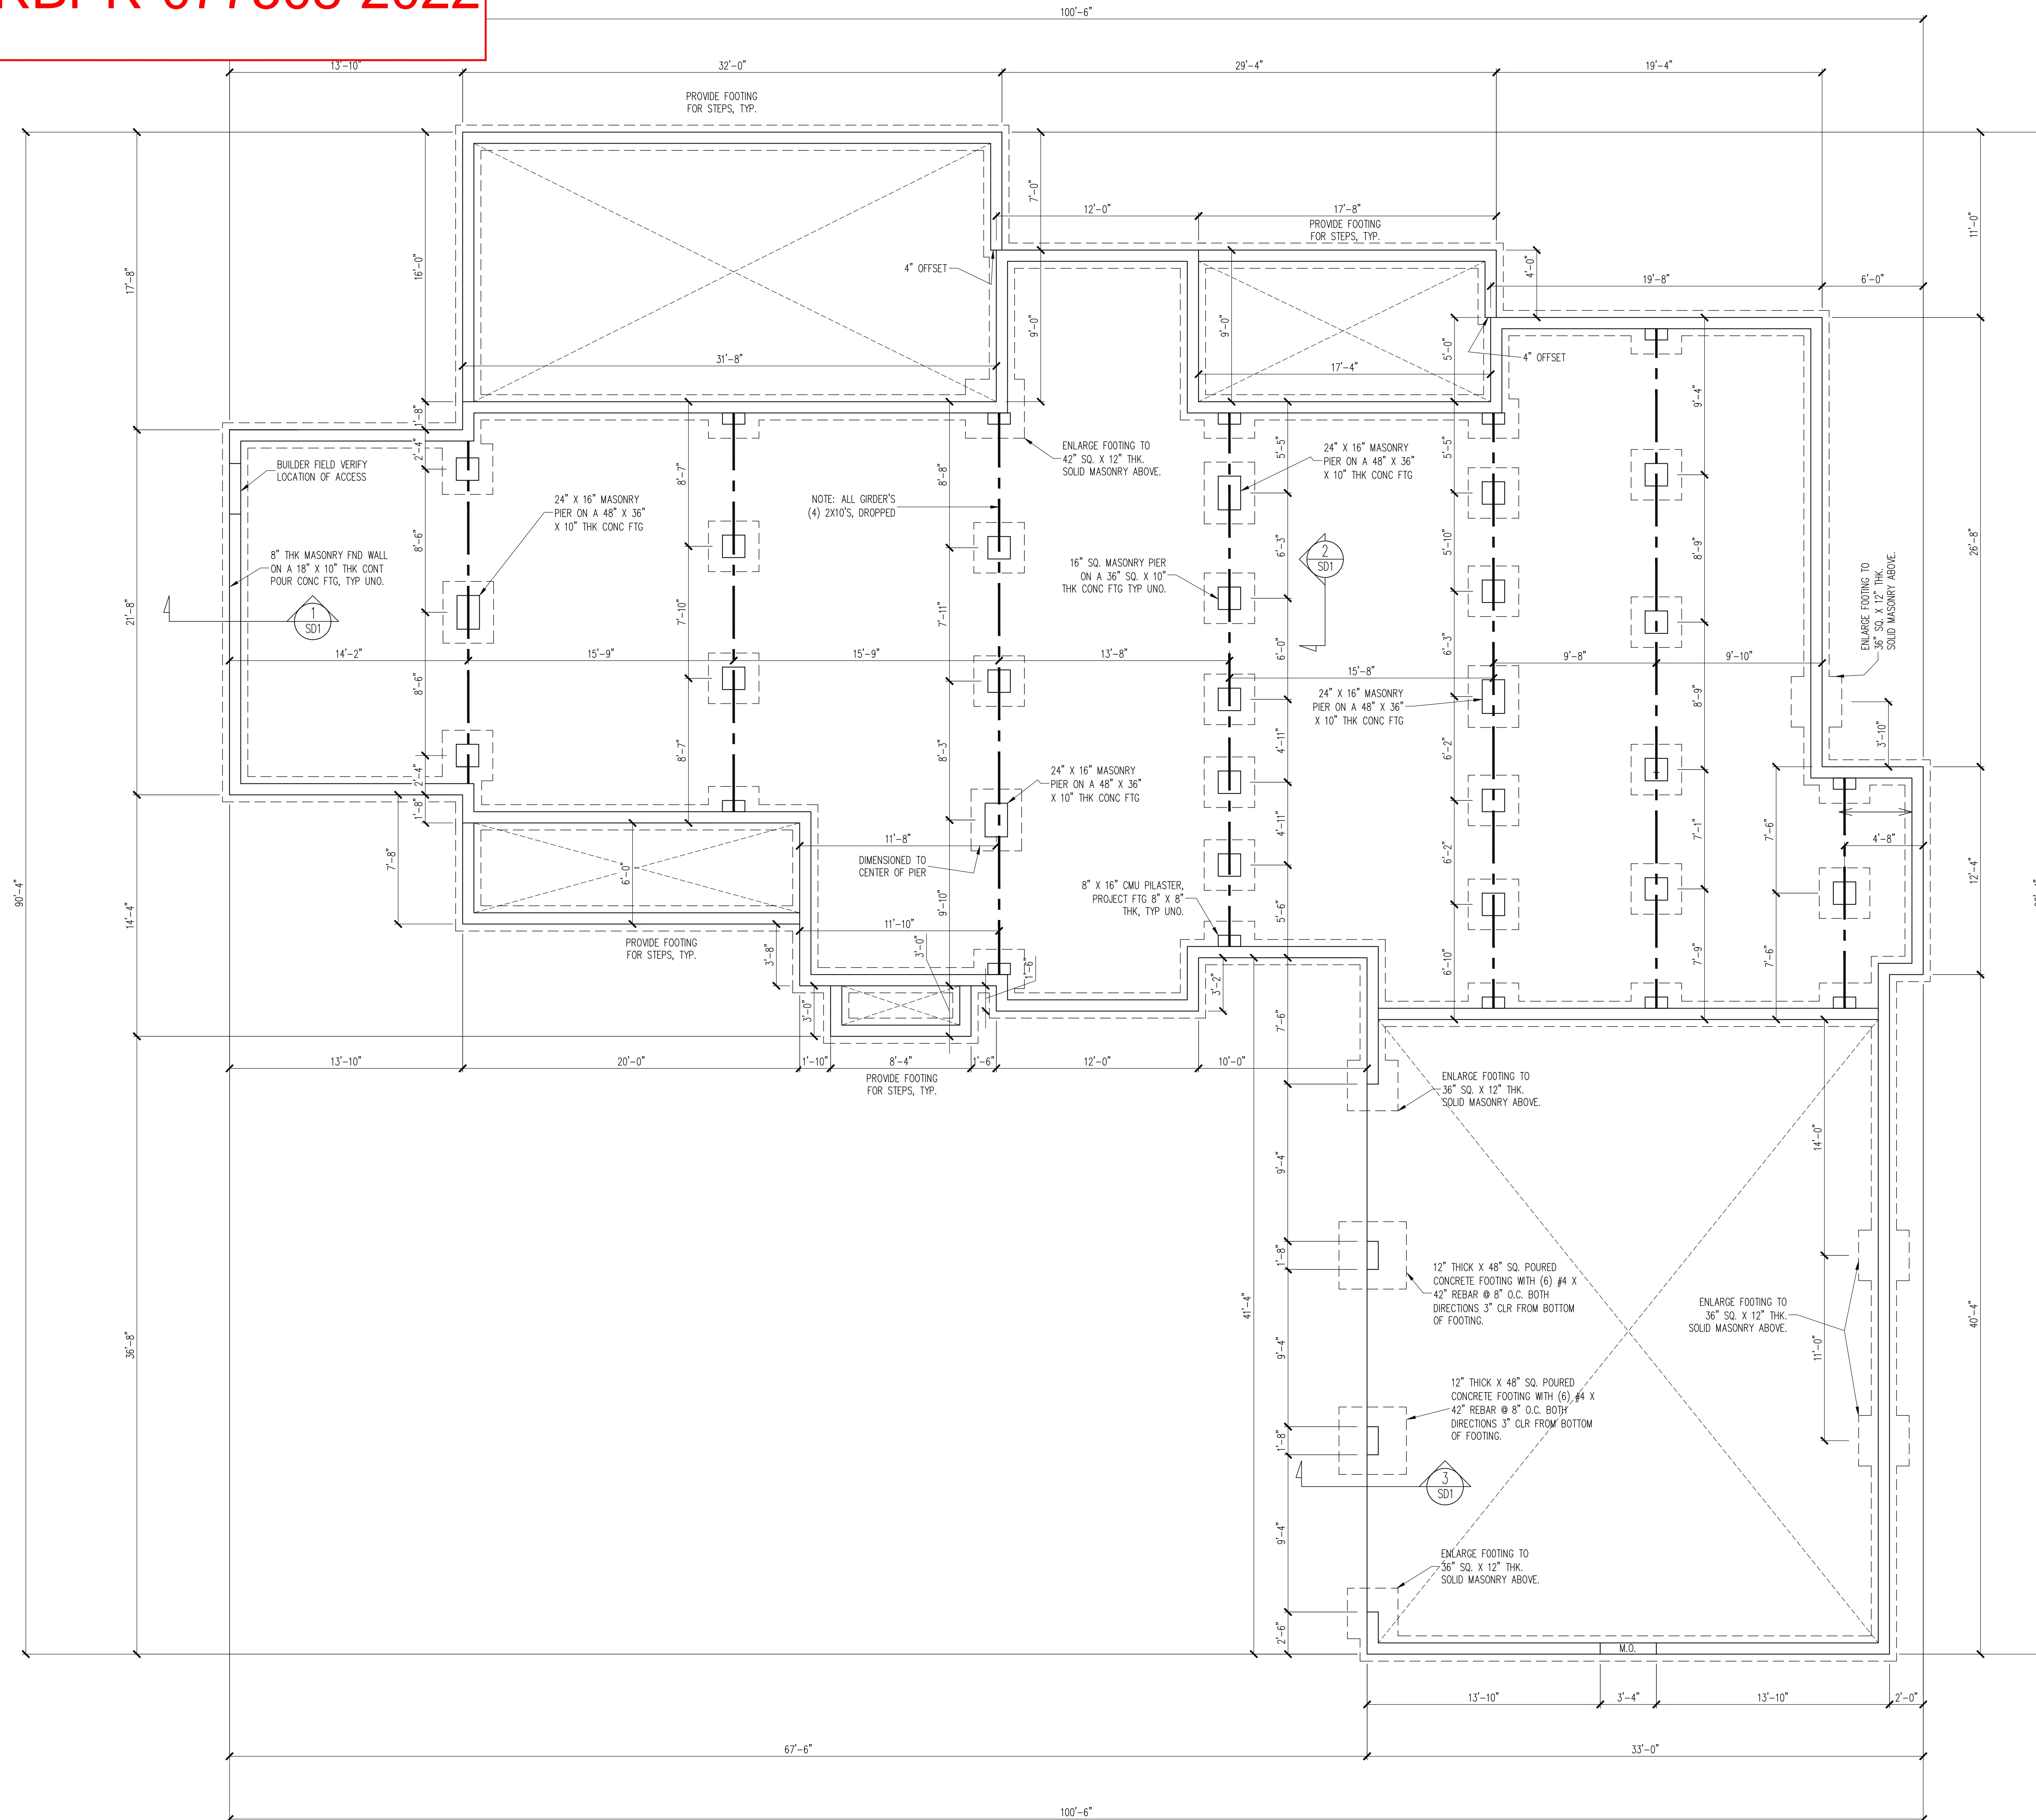 100'-6"
13'-10"
32'-0"
29'-4"
19'-4"
PROVIDE FOOTING
FOR STEPS, TYP.
17'-8"
16'-0"
7'-0"
12'-0"
17'-8"
PROVIDE FOOTING
FOR STEPS, TYP.
11'-0"
4" OFFSET
4'-0"
19'-8"
6'-0"
9'-0"
9'-0"
31'-8"
5'-0"
4" OFFSET
17'-4"
9'-4"
1'-8"
2'-4"
BUILDER FIELD VERIFY
LOCATION OF ACCESS
8'-7"
8'-8"
ENLARGE FOOTING TO
42" SQ. X 12" THK.
SOLID MASONRY ABOVE.
5'-5"
24" X 16" MASONRY
PIER ON A 48" X 36"
X 10" THK CONC FTG
5'-5"
24" X 16" MASONRY
PIER ON A 48" X 36"
X 10" THK CONC FTG
NOTE: ALL GIRDER'S
(4) 2X10'S, DROPPED
8'-6"
6'-3"
5'-10"
8'-9"
26'-8"
8" THK MASONRY FND WALL
ON A 18" X 10" THK CONT
POUR CONC FTG, TYP UNO.
16" SQ. MASONRY PIER
ON A 36" SQ. X 10"
THK CONC FTG TYP UNO.
2
SD1
ENLARGE FOOTING TO
36" SQ. X 12" THK.
SOLID MASONRY ABOVE.
21'-8"
1
SD1
7'-10"
7'-11"
6'-0"
6'-3"
14'-2"
15'-9"
15'-9"
13'-8"
15'-8"
9'-8"
9'-10"
8'-6"
8'-9"
24" X 16" MASONRY
PIER ON A 48" X 36"
X 10" THK CONC FTG
3'-10"
8'-7"
8'-3"
4'-11"
6'-2"
2'-4"
1'-8"
24" X 16" MASONRY
PIER ON A 48" X 36"
X 10" THK CONC FTG
4'-11"
6'-2"
7'-1"
7'-6"
4'-8"
12'-4"
90'-4"
7'-8"
6'-0"
11'-8"
DIMENSIONED TO
CENTER OF PIER
9'-10"
8" X 16" CMU PILASTER,
PROJECT FTG 8" X 8"
THK, TYP UNO.
5'-6"
14'-4"
11'-10"
PROVIDE FOOTING
FOR STEPS, TYP.
3'-8"
3'-0"
1'-6"
3'-2"
6'-10"
7'-9"
7'-6"
3'-0"
7'-6"
13'-10"
20'-0"
1'-10"
8'-4"
1'-6"
12'-0"
10'-0"
PROVIDE FOOTING
FOR STEPS, TYP.
ENLARGE FOOTING TO
36" SQ. X 12" THK.
SOLID MASONRY ABOVE.
14'-0"
9'-4"
1'-8"
12" THICK X 48" SQ. POURED
CONCRETE FOOTING WITH (6) #4 X
42" REBAR @ 8" O.C. BOTH
DIRECTIONS 3" CLR FROM BOTTOM
OF FOOTING.
ENLARGE FOOTING TO
36" SQ. X 12" THK.
SOLID MASONRY ABOVE.
41'-4"
36'-8"
9'-4"
11'-0"
40'-4"
12" THICK X 48" SQ. POURED
CONCRETE FOOTING WITH (6) #4 X
42" REBAR @ 8" O.C. BOTH
DIRECTIONS 3" CLR FROM BOTTOM
OF FOOTING.
1'-8"
3
SD1
9'-4"
ENLARGE FOOTING TO
36" SQ. X 12" THK.
SOLID MASONRY ABOVE.
2'-6"
M.O.
13'-10"
3'-4"
13'-10"
2'-0"
67'-6"
33'-0"
100'-6"